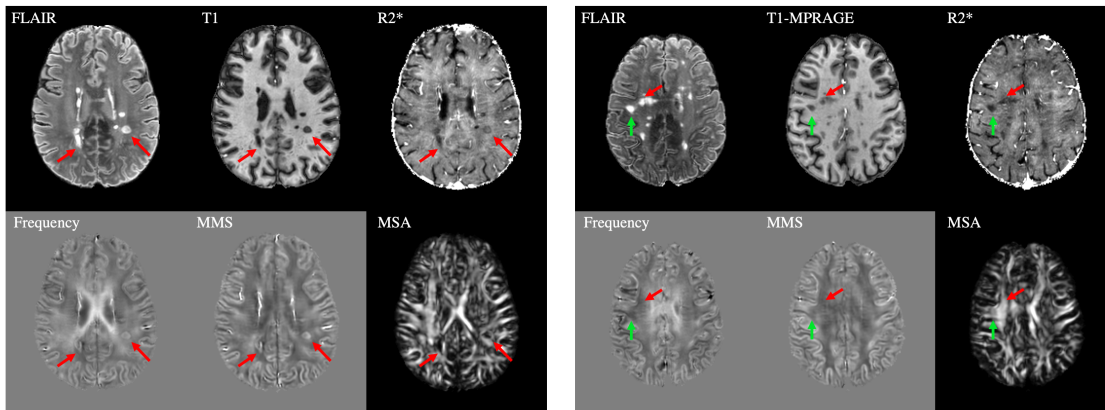 FLAIR T1 R2*
Frequency MMS MSA
FLAIR T1-MPRAGE R2*
Frequency MMS MSA